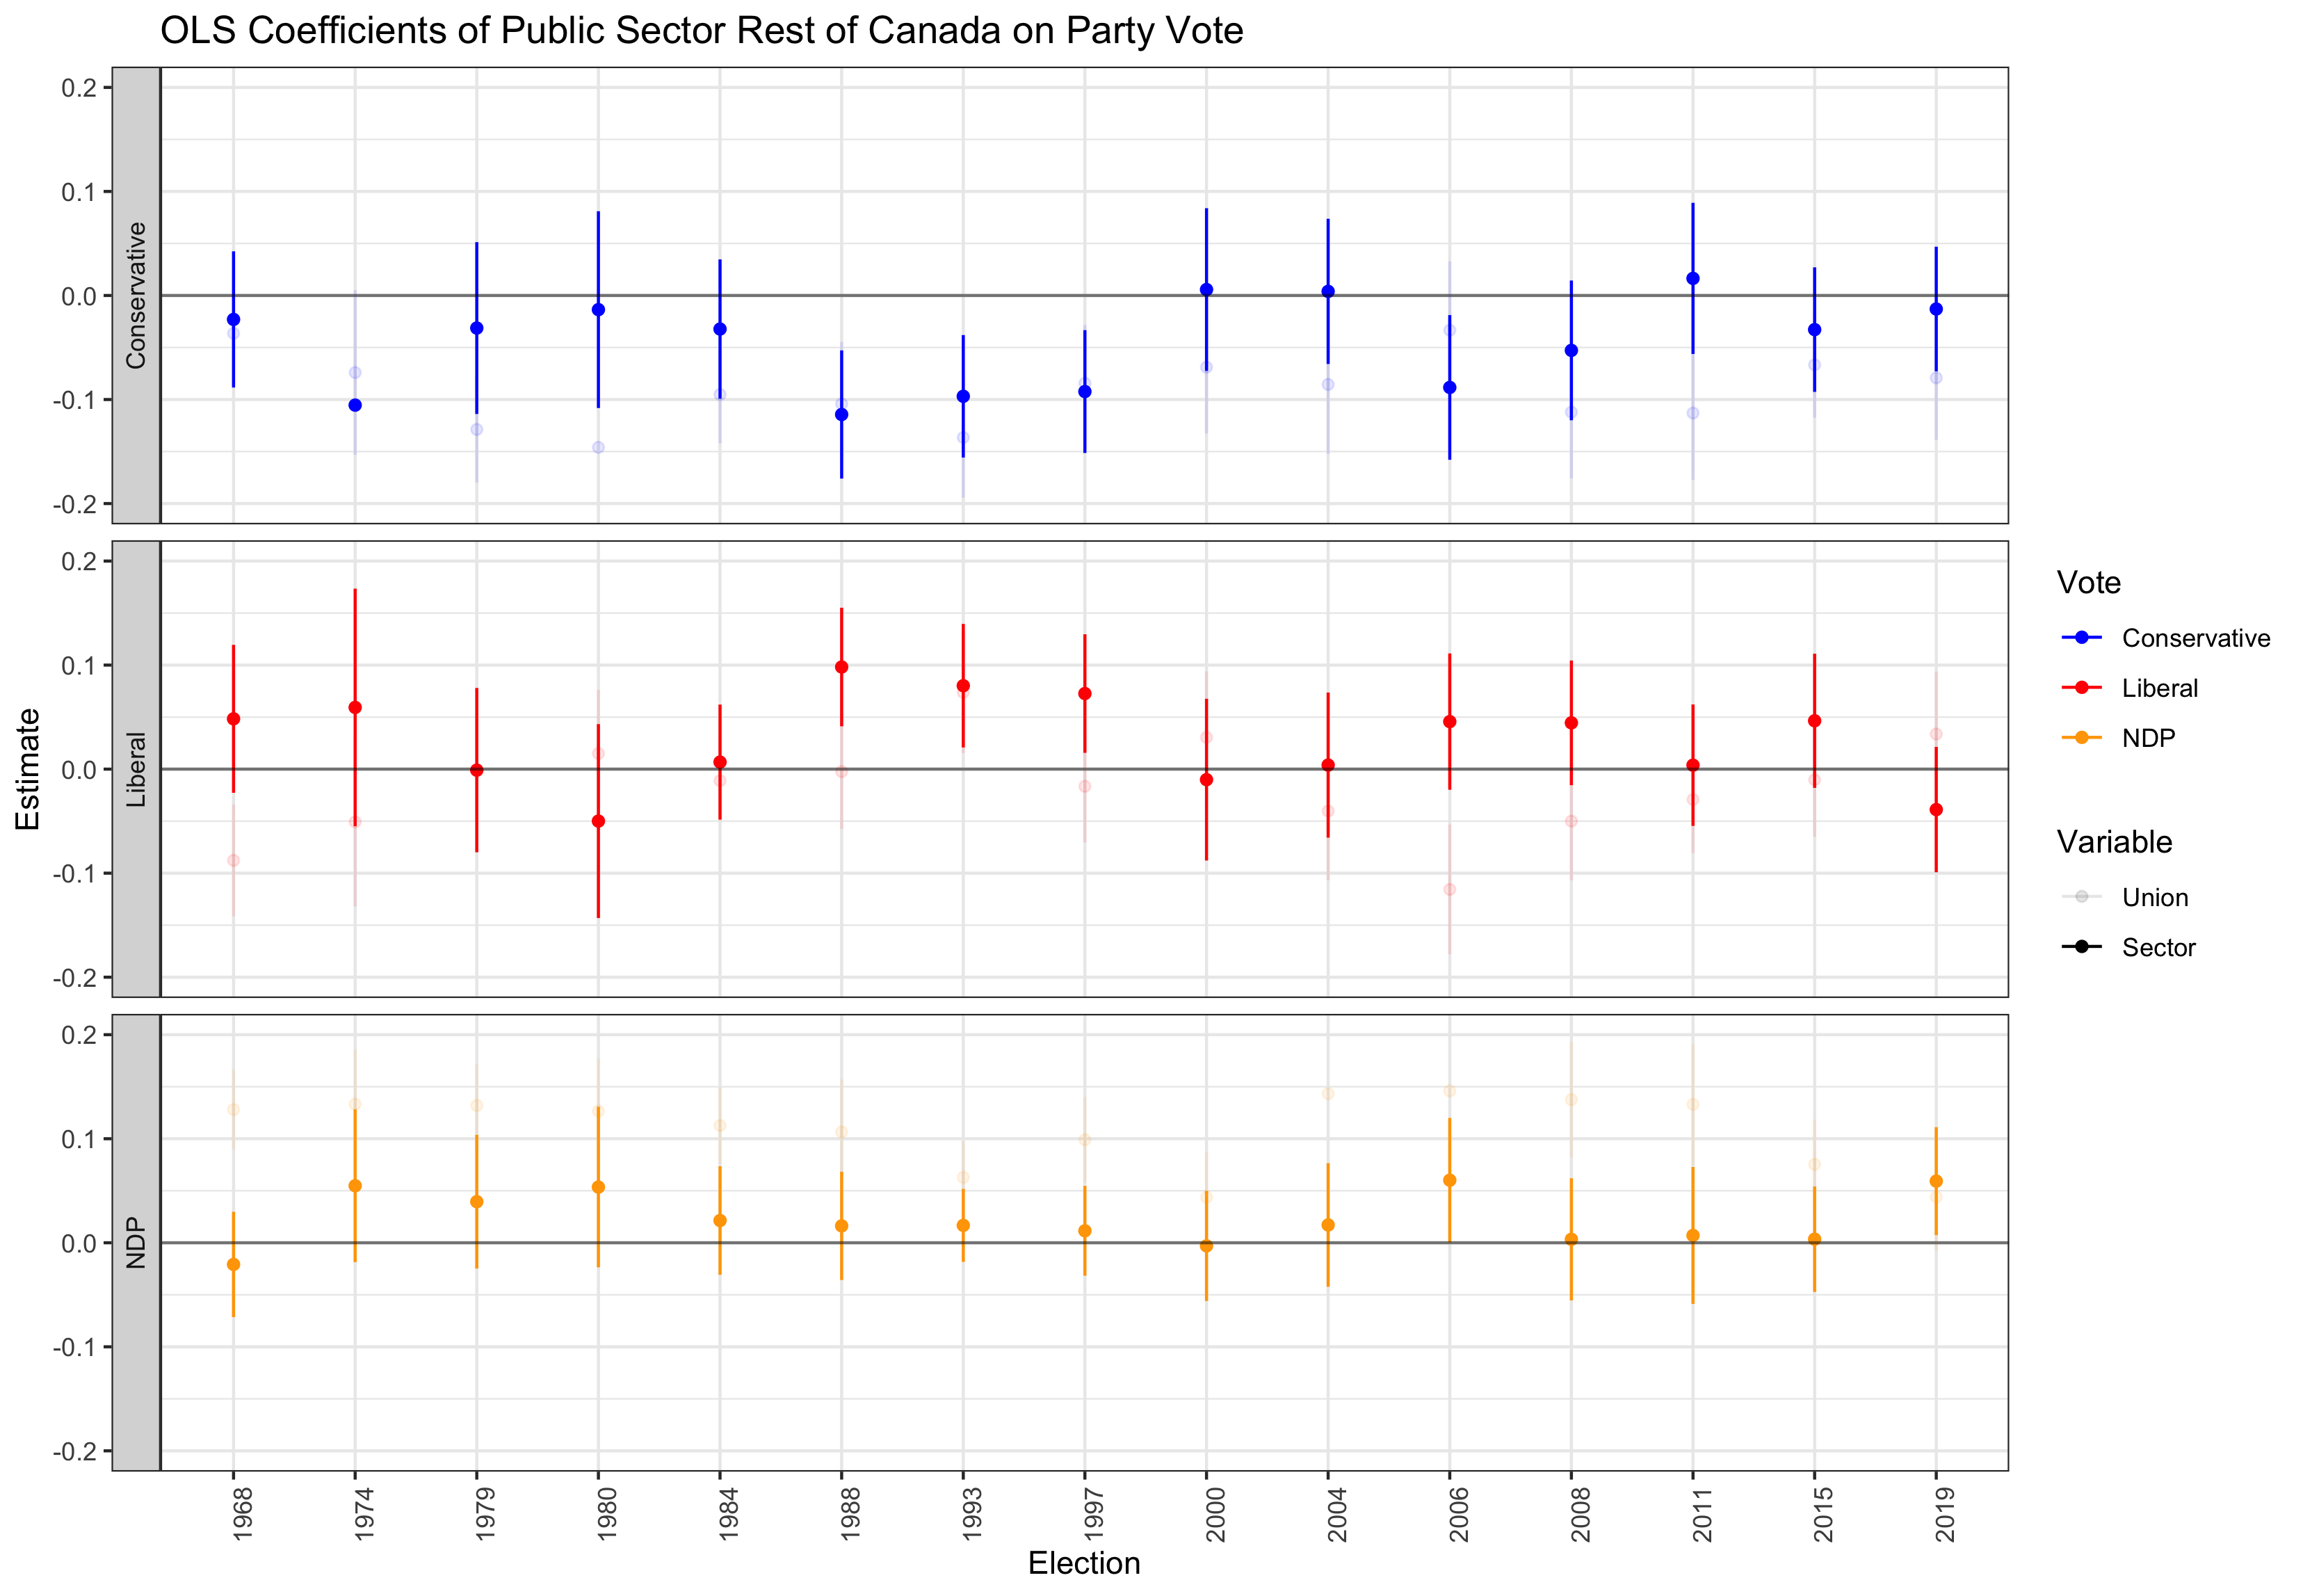 OLS Coefficients of Public Sector Rest of Canada on Party Vote
0.2
0.1
0.0
-0.1
-0.2
Conservative
0.2
0.1
0.0
-0.1
-0.2
Liberal
0.2
0.1
0.0
-0.1
-0.2
NDP
Estimate
1968 1974 1979 1980 1984 1988 1993 1997 2000 2004 2006 2008 2011 2015 2019
Election
Vote
Conservative
Liberal
NDP
Variable
Union
Sector